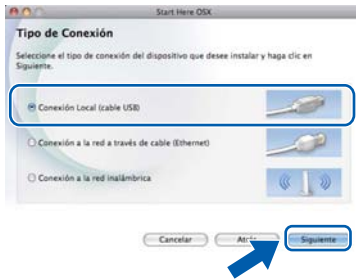 Start Here OSX
Tipo de Conexión
Seleccione el tipo de conexión del dispositivo que desee instalar y haga clic en
Siguiente.
Conexión Local (cable USB)
Conexión a la red a través de cable (Ethernet)
Conexión a la red inalámbrica
Cancelar Atrás Siguiente